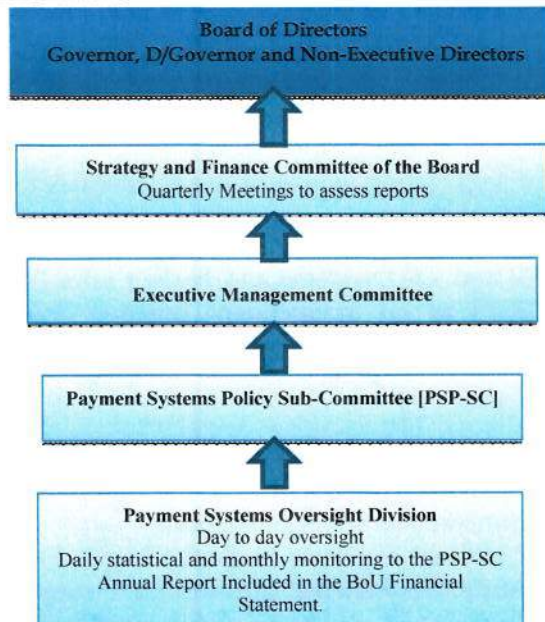 Board of Directors
Governor, D/Governor and Non-Executive Directors
Strategy and Finance Committee of the Board
Quarterly Meetings to assess reports
Executive Management Committee
Payment Systems Policy Sub-Committee [PSP-SC]
Payment Systems Oversight Division
Day to day oversight
Daily statistical and monthly monitoring to the PSP-SC
Annual Report Included in the BoU Financial
Statement.